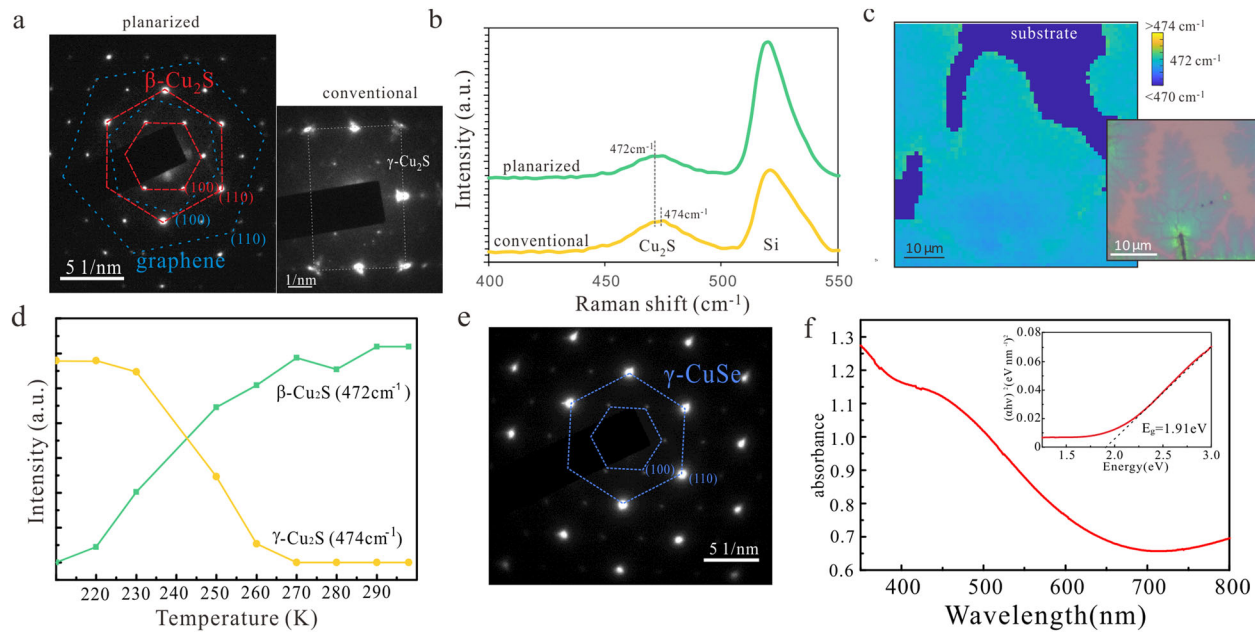 a
planarized
β-Cu₂S
(100)
(110)
(100)
(110)
graphene
5 1/nm
conventional
γ-Cu₂S
1/nm
b
Intensity (a.u.)
472cm⁻¹
planarized
474cm⁻¹
conventional
Cu₂S
Si
400
450
500
550
Raman shift (cm⁻¹)
c
substrate
>474 cm⁻¹
472 cm⁻¹
<470 cm⁻¹
10 μm
10 μm
d
Intensity (a.u.)
β-Cu₂S (472cm⁻¹)
γ-Cu₂S (474cm⁻¹)
220 230 240 250 260 270 280 290
Temperature (K)
e
γ-CuSe
(100)
(110)
5 1/nm
f
absorbance
1.3
1.2
1.1
1.0
0.9
0.8
0.7
0.6
400 500 600 700 800
Wavelength(nm)
(αhν)²(eV nm⁻¹)²
0.08
0.06
0.04
0.02
0
1.5 2.0 2.5 3.0
Energy(eV)
E_g=1.91eV